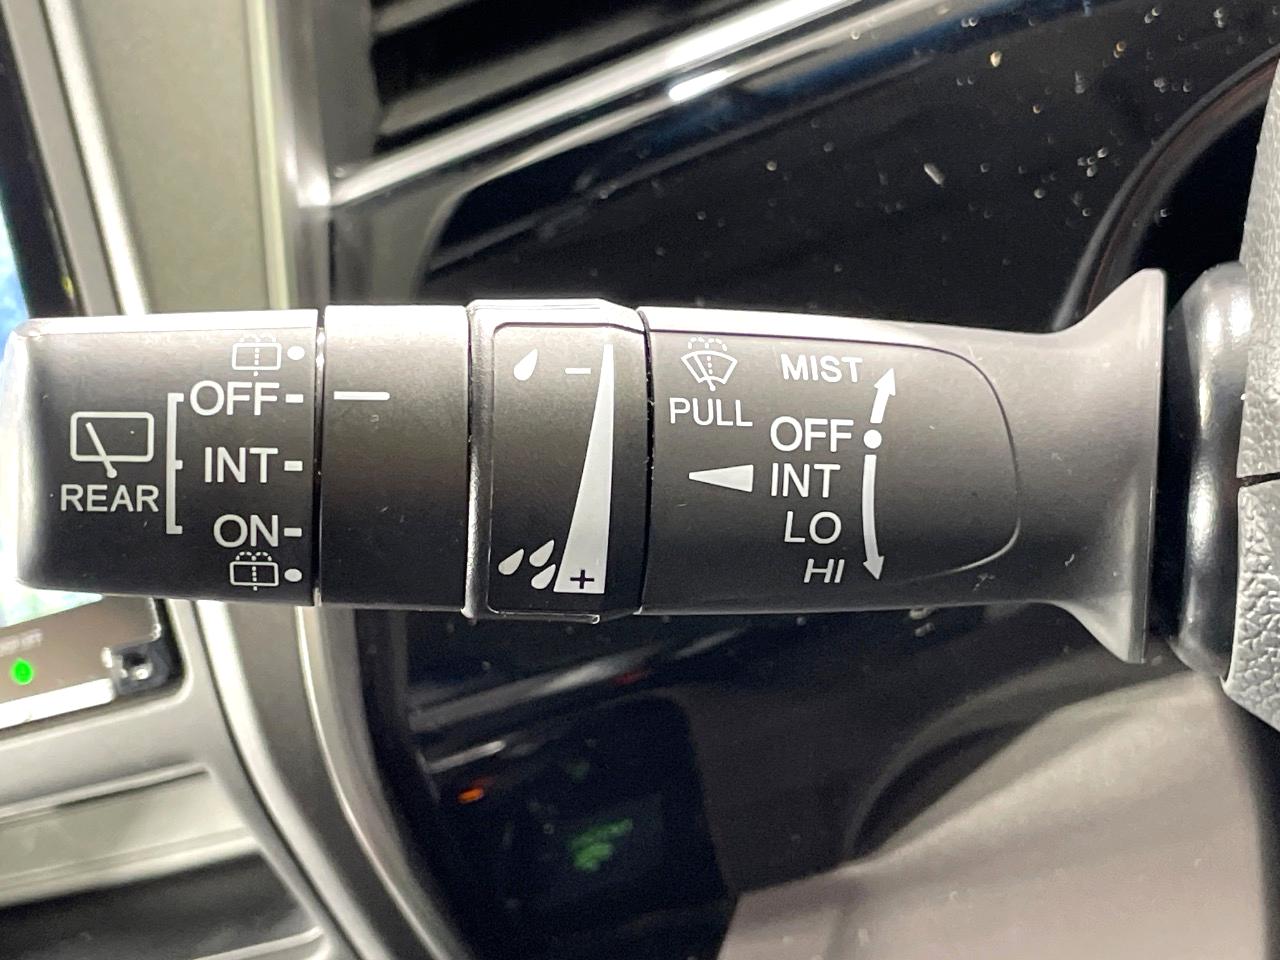 OFF
INT
ON
REAR
−
+
PULL
MIST
OFF
INT
LO
HI